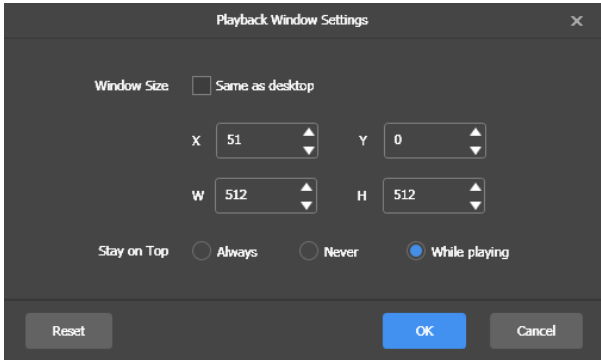 Playback Window Settings
Window Size Same as desktop
X 51 Y 0
W 512 H 512
Stay on Top Always Never While playing
Reset OK Cancel